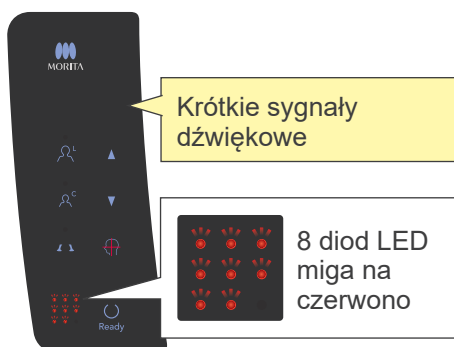 MORITA
Krótkie sygnały
dźwiękowe
L
C
8 diod LED
miga na
czerwono
Ready